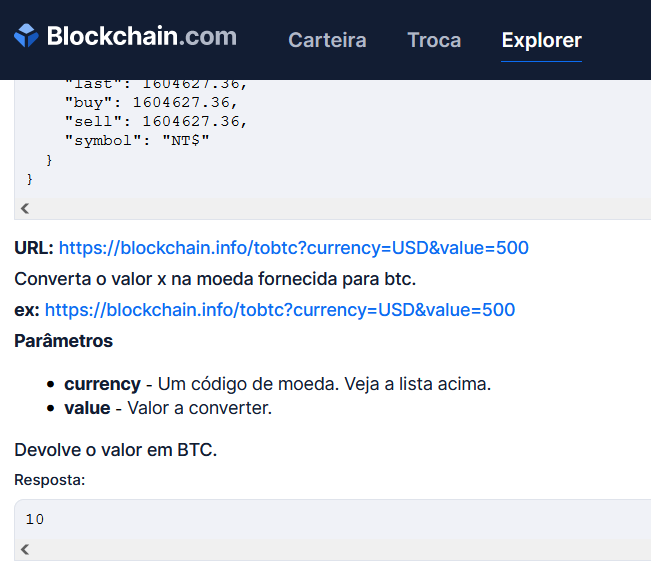 Blockchain.com Carteira Troca Explorer
"last": 1604627.36,
"buy": 1604627.36,
"sell": 1604627.36,
"symbol": "NT$"
}
}
URL: https://blockchain.info/tobtc?currency=USD&value=500
Converta o valor x na moeda fornecida para btc.
ex: https://blockchain.info/tobtc?currency=USD&value=500
Parâmetros
• currency - Um código de moeda. Veja a lista acima.
• value - Valor a converter.
Devolve o valor em BTC.
Resposta:
10